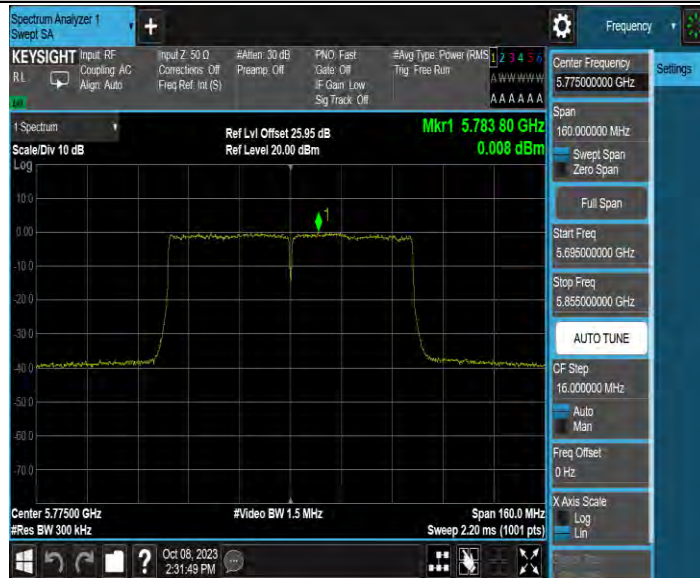 Spectrum Analyzer 1
Swept SA
+
Frequency
KEYSIGHT
Input: RF
Coupling: AC
Align: Auto
Input Z: 50 Ω
Corrections: Off
Freq Ref: Int (S)
#Atten: 30 dB
Preamp: Off
PNO: Fast
Gate: Off
IF Gain: Low
Sig Track: Off
#Avg Type: Power (RMS
Trig: Free Run
1 2 3 4 5 6
A W W W W W
A A A A A A
R L
Center Frequency
5.775000000 GHz
Settings
Span
160.000000 MHz
Swept Span
Zero Span
Full Span
Start Freq
5.695000000 GHz
Stop Freq
5.855000000 GHz
AUTO TUNE
CF Step
16.000000 MHz
Auto
Man
Freq Offset
0 Hz
X Axis Scale
Log
Lin
1 Spectrum
Scale/Div 10 dB
Ref Lvl Offset 25.95 dB
Ref Level 20.00 dBm
Mkr1 5.783 80 GHz
0.008 dBm
Log
10.0
0.00
-10.0
-20.0
-30.0
-40.0
-50.0
-60.0
-70.0
1
Center 5.77500 GHz
#Res BW 300 kHz
#Video BW 1.5 MHz
Span 160.0 MHz
Sweep 2.20 ms (1001 pts)
?
Oct 08, 2023
2:31:49 PM